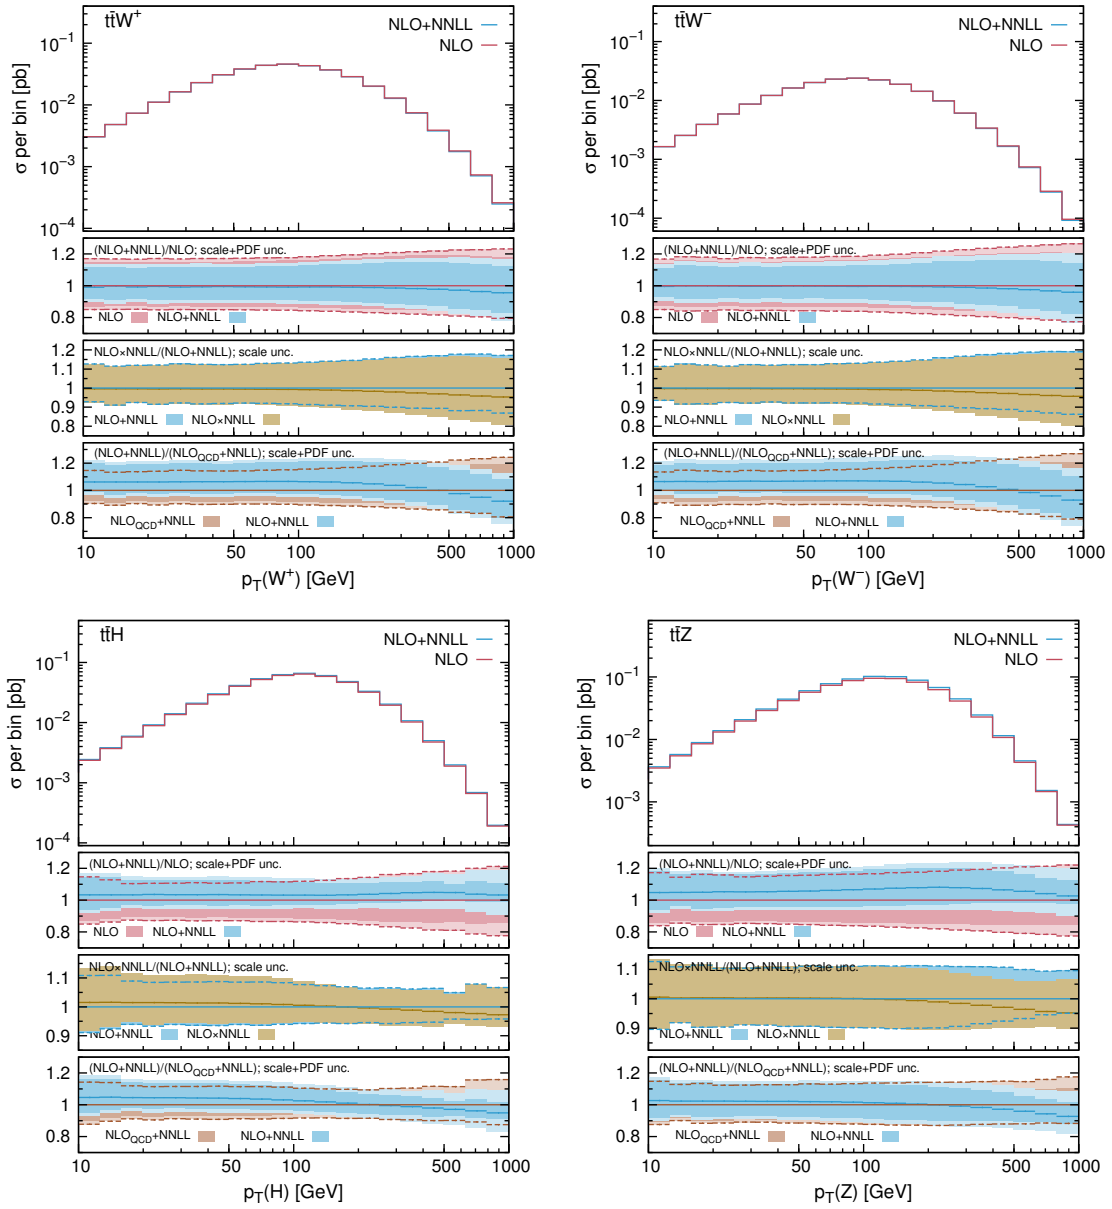 tt̄W⁺
NLO+NNLL
NLO
σ per bin [pb]
10⁻¹
10⁻²
10⁻³
10⁻⁴
(NLO+NNLL)/NLO; scale+PDF unc.
1.2
1
0.8
NLO NLO+NNLL
NLO×NNLL/(NLO+NNLL); scale unc.
1.2
1.1
1
0.9
0.8
NLO+NNLL NLO×NNLL
(NLO+NNLL)/(NLO_QCD+NNLL); scale+PDF unc.
1.2
1
0.8
NLO_QCD+NNLL NLO+NNLL
10 50 100 500 1000
p_T(W⁺) [GeV]
tt̄W⁻
NLO+NNLL
NLO
σ per bin [pb]
10⁻¹
10⁻²
10⁻³
10⁻⁴
(NLO+NNLL)/NLO; scale+PDF unc.
1.2
1
0.8
NLO NLO+NNLL
NLO×NNLL/(NLO+NNLL); scale unc.
1.2
1.1
1
0.9
0.8
NLO+NNLL NLO×NNLL
(NLO+NNLL)/(NLO_QCD+NNLL); scale+PDF unc.
1.2
1
0.8
NLO_QCD+NNLL NLO+NNLL
10 50 100 500 1000
p_T(W⁻) [GeV]
tt̄H
NLO+NNLL
NLO
σ per bin [pb]
10⁻¹
10⁻²
10⁻³
10⁻⁴
(NLO+NNLL)/NLO; scale+PDF unc.
1.2
1
0.8
NLO NLO+NNLL
NLO×NNLL/(NLO+NNLL); scale unc.
1.1
1
0.9
NLO+NNLL NLO×NNLL
(NLO+NNLL)/(NLO_QCD+NNLL); scale+PDF unc.
1.2
1
0.8
NLO_QCD+NNLL NLO+NNLL
10 50 100 500 1000
p_T(H) [GeV]
tt̄Z
NLO+NNLL
NLO
σ per bin [pb]
10⁻¹
10⁻²
10⁻³
(NLO+NNLL)/NLO; scale+PDF unc.
1.2
1
0.8
NLO NLO+NNLL
NLO×NNLL/(NLO+NNLL); scale unc.
1.1
1
0.9
NLO+NNLL NLO×NNLL
(NLO+NNLL)/(NLO_QCD+NNLL); scale+PDF unc.
1.2
1
0.8
NLO_QCD+NNLL NLO+NNLL
10 50 100 500 1000
p_T(Z) [GeV]